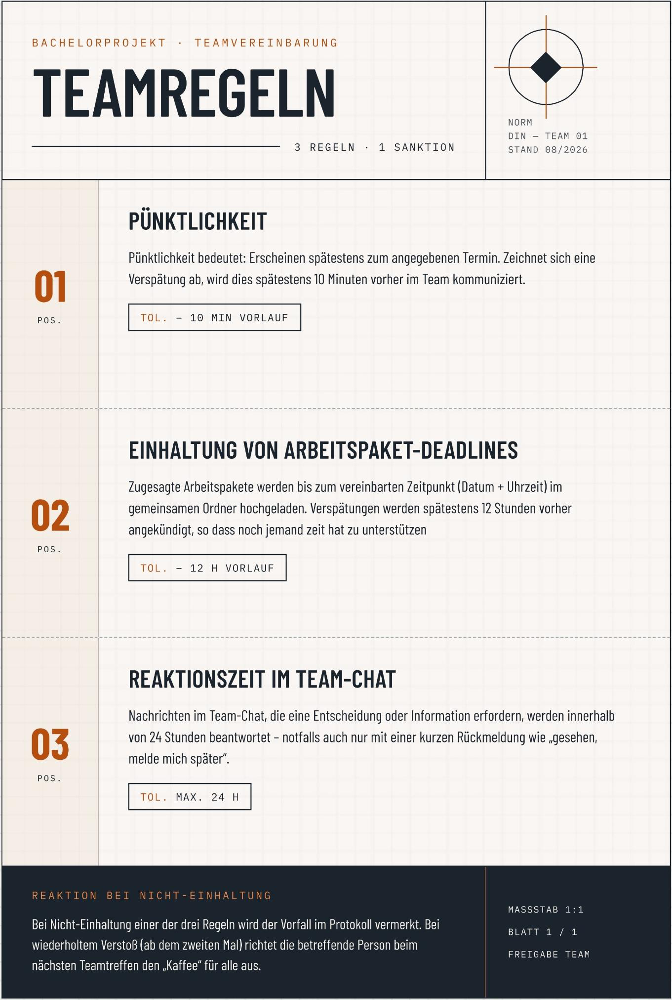 BACHELORPROJEKT · TEAMVEREINBARUNG
TEAMREGELN
3 REGELN · 1 SANKTION
NORM
DIN – TEAM 01
STAND 08/2026
PÜNKTLICHKEIT
Pünktlichkeit bedeutet: Erscheinen spätestens zum angegebenen Termin. Zeichnet sich eine
Verspätung ab, wird dies spätestens 10 Minuten vorher im Team kommuniziert.
01
POS.
TOL. – 10 MIN VORLAUF
EINHALTUNG VON ARBEITSPAKET-DEADLINES
Zugesagte Arbeitspakete werden bis zum vereinbarten Zeitpunkt (Datum + Uhrzeit) im
gemeinsamen Ordner hochgeladen. Verspätungen werden spätestens 12 Stunden vorher
angekündigt, so dass noch jemand zeit hat zu unterstützen
02
POS.
TOL. – 12 H VORLAUF
REAKTIONSZEIT IM TEAM-CHAT
Nachrichten im Team-Chat, die eine Entscheidung oder Information erfordern, werden innerhalb
von 24 Stunden beantwortet – notfalls auch nur mit einer kurzen Rückmeldung wie „gesehen,
melde mich später“.
03
POS.
TOL. MAX. 24 H
REAKTION BEI NICHT-EINHALTUNG
Bei Nicht-Einhaltung einer der drei Regeln wird der Vorfall im Protokoll vermerkt. Bei
wiederholtem Verstoß (ab dem zweiten Mal) richtet die betreffende Person beim
nächsten Teamtreffen den „Kaffee“ für alle aus.
MASSSTAB 1:1
BLATT 1 / 1
FREIGABE TEAM